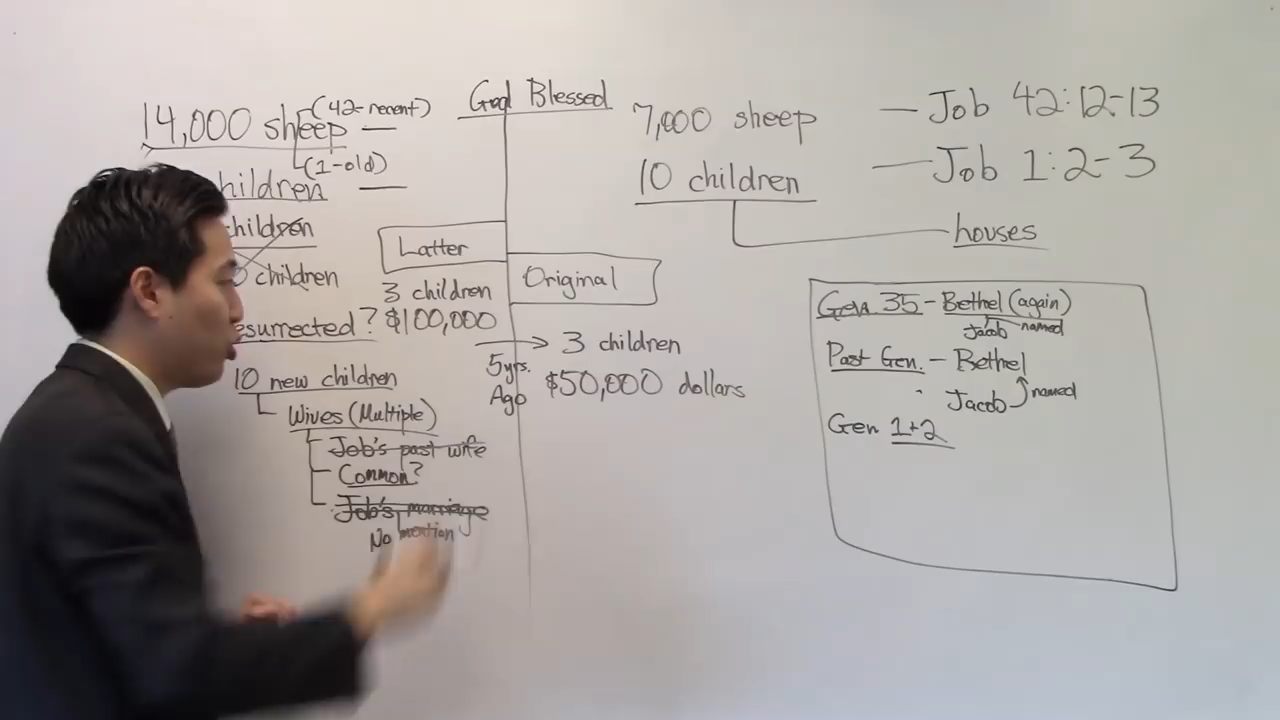 God Blessed
14,000 sheep
(42-recent)
(1-old)
children
children
children
esurrected?
10 new children
Wives (Multiple)
Job's past wife
Common?
Job's marriage
No mention
Latter
3 children
$100,000
5yrs.
Ago
Original
3 children
$50,000 dollars
7,000 sheep
10 children
— Job 42:12-13
— Job 1:2-3
houses
Gen. 35 - Bethel (again)
Jacob named
Past Gen. - Bethel
Jacob named
Gen 1+2